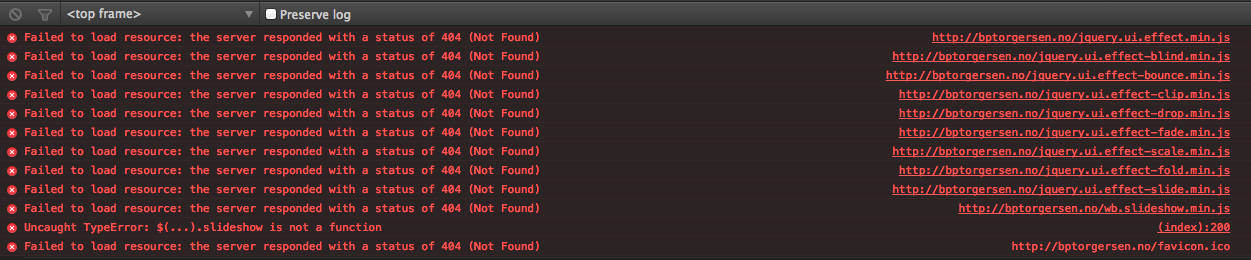 <top frame> Preserve log
Failed to load resource: the server responded with a status of 404 (Not Found) http://bptorgersen.no/jquery.ui.effect.min.js
Failed to load resource: the server responded with a status of 404 (Not Found) http://bptorgersen.no/jquery.ui.effect-blind.min.js
Failed to load resource: the server responded with a status of 404 (Not Found) http://bptorgersen.no/jquery.ui.effect-bounce.min.js
Failed to load resource: the server responded with a status of 404 (Not Found) http://bptorgersen.no/jquery.ui.effect-clip.min.js
Failed to load resource: the server responded with a status of 404 (Not Found) http://bptorgersen.no/jquery.ui.effect-drop.min.js
Failed to load resource: the server responded with a status of 404 (Not Found) http://bptorgersen.no/jquery.ui.effect-fade.min.js
Failed to load resource: the server responded with a status of 404 (Not Found) http://bptorgersen.no/jquery.ui.effect-scale.min.js
Failed to load resource: the server responded with a status of 404 (Not Found) http://bptorgersen.no/jquery.ui.effect-fold.min.js
Failed to load resource: the server responded with a status of 404 (Not Found) http://bptorgersen.no/jquery.ui.effect-slide.min.js
Failed to load resource: the server responded with a status of 404 (Not Found) http://bptorgersen.no/wb.slideshow.min.js
Uncaught TypeError: $(...).slideshow is not a function (index):200
Failed to load resource: the server responded with a status of 404 (Not Found) http://bptorgersen.no/favicon.ico